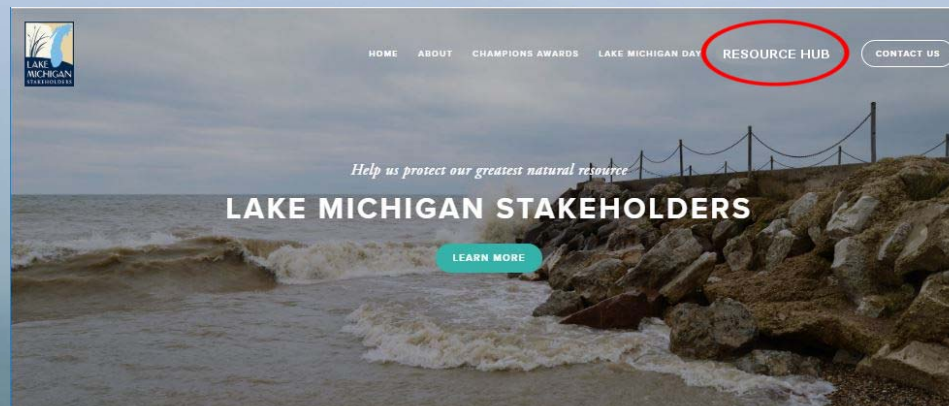 LAKE
MICHIGAN
STAKEHOLDERS
HOME ABOUT CHAMPIONS AWARDS LAKE MICHIGAN DAY RESOURCE HUB CONTACT US
Help us protect our greatest natural resource
LAKE MICHIGAN STAKEHOLDERS
LEARN MORE